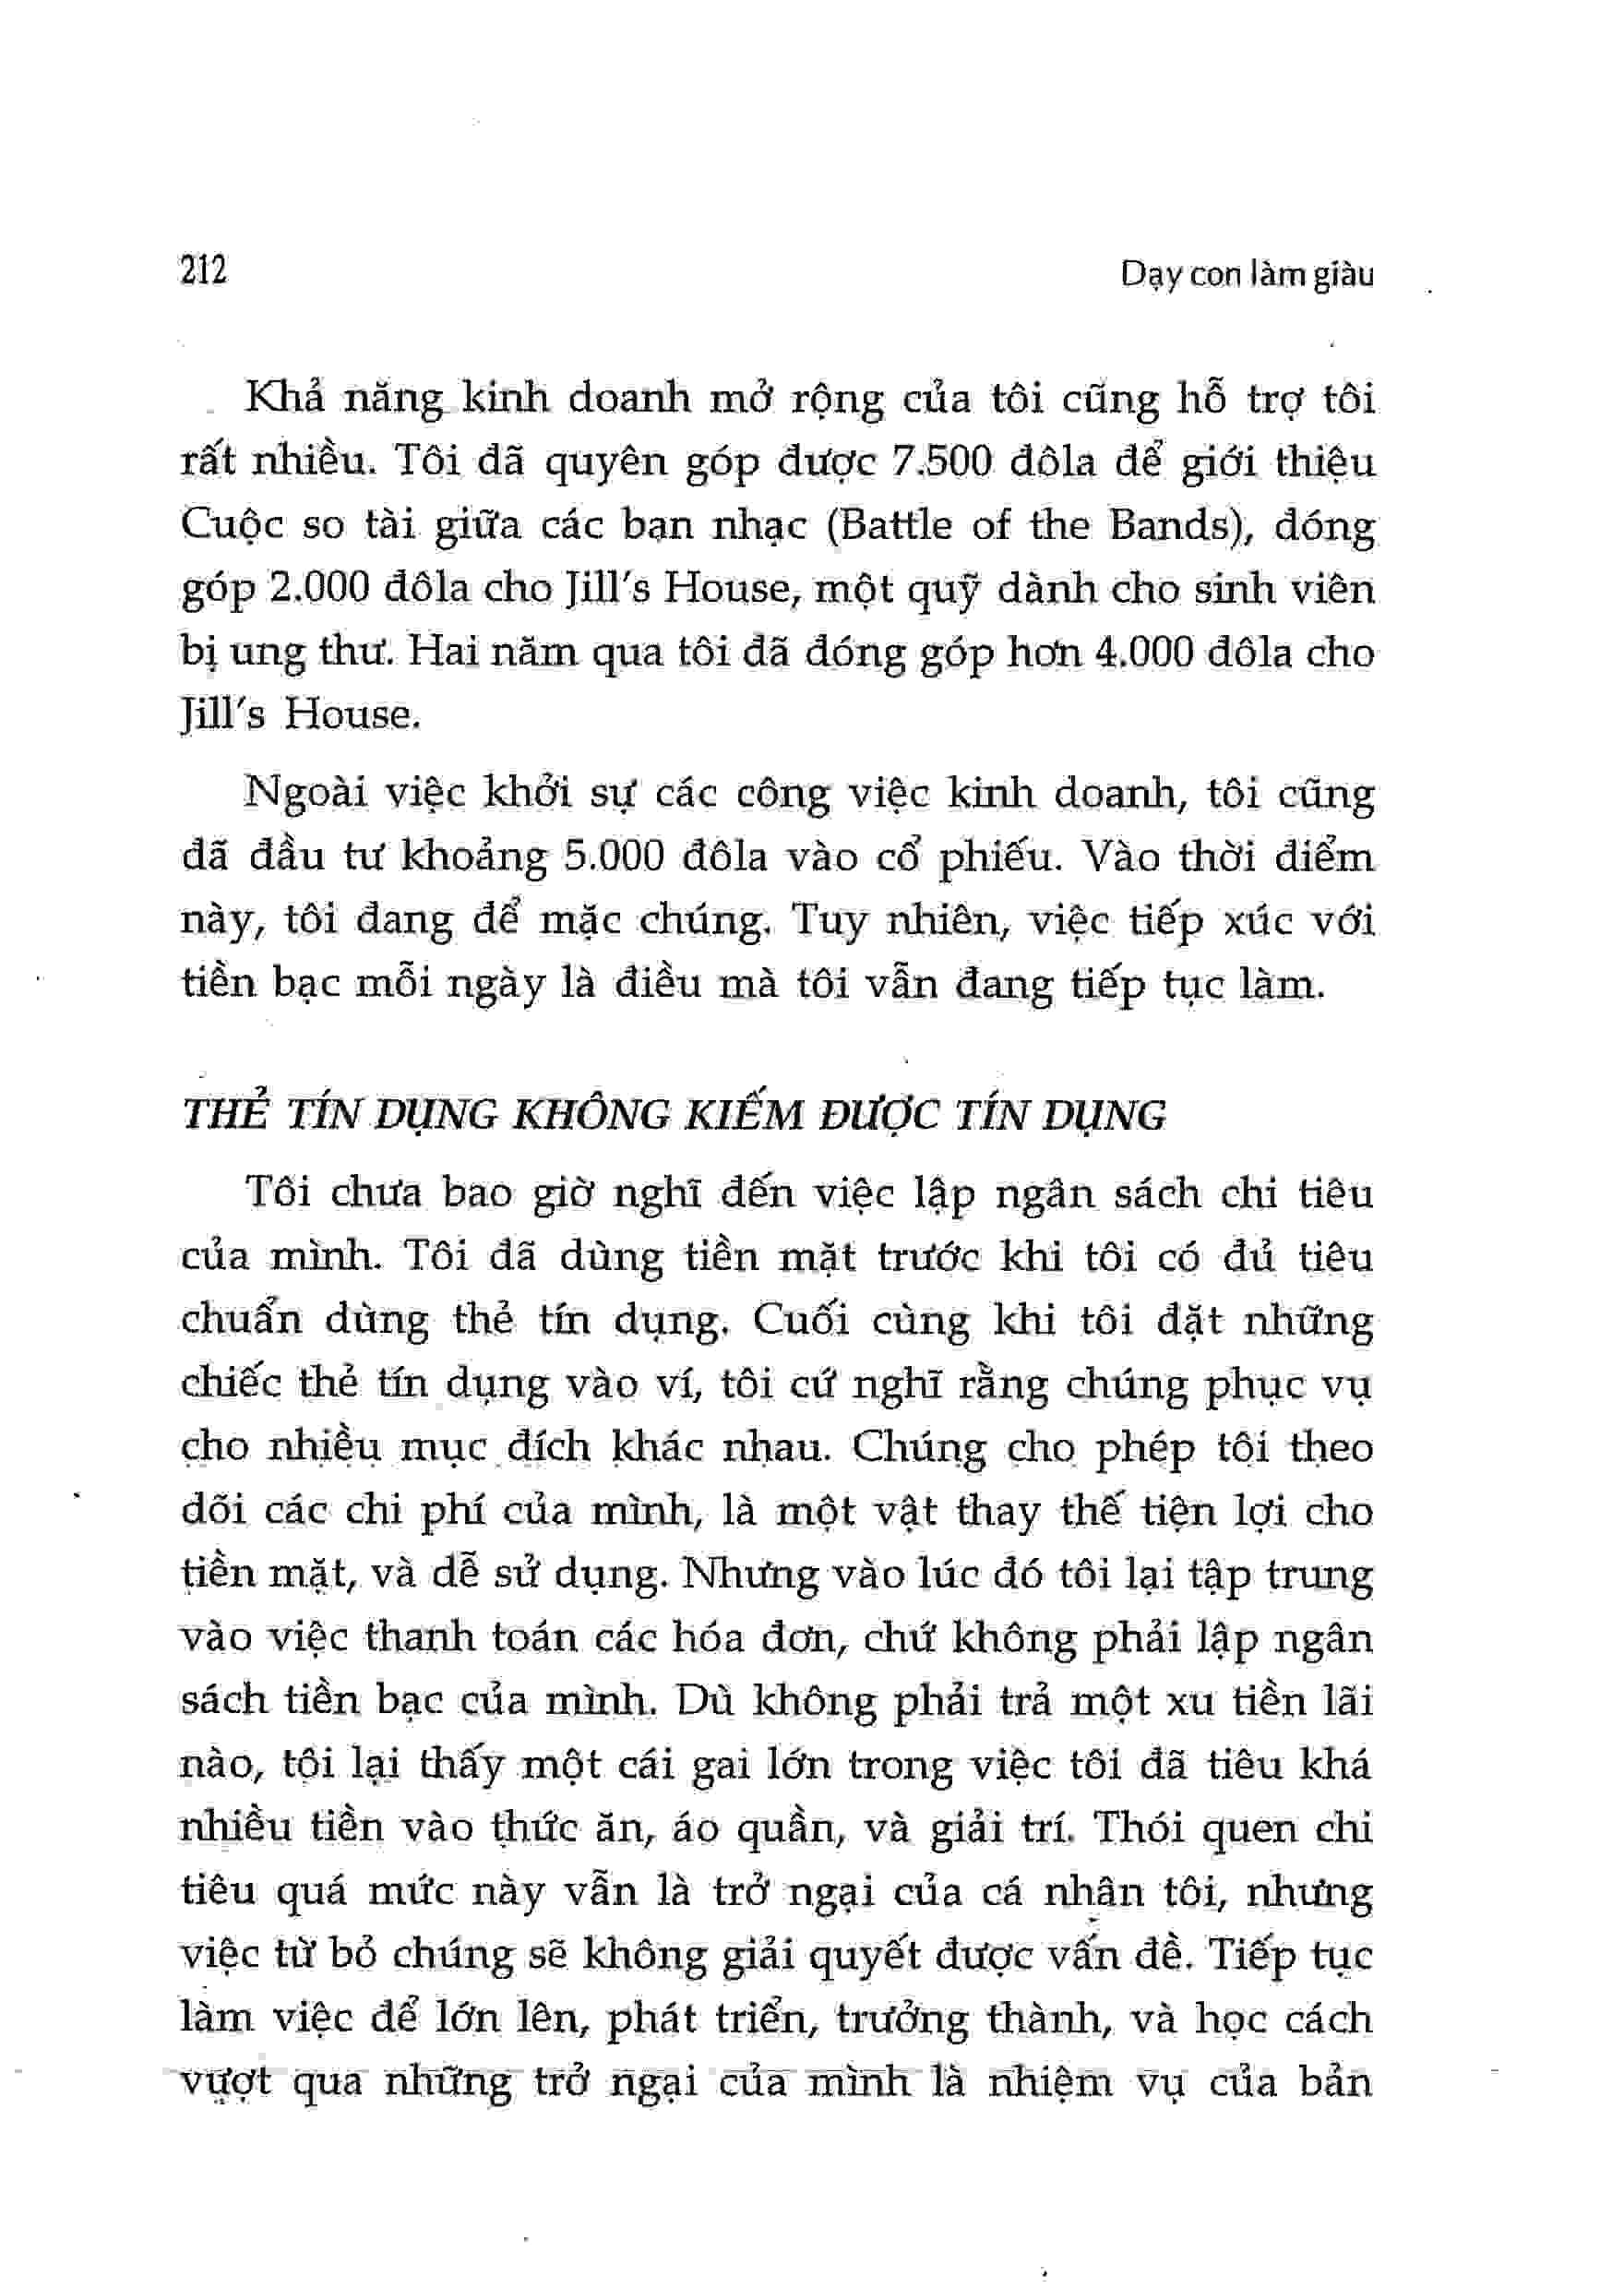 212
Dạy con làm giàu
Khả năng kinh doanh mở rộng của tôi cũng hỗ trợ tôi
rất nhiều. Tôi đã quyên góp được 7.500 đôla để giới thiệu
Cuộc so tài giữa các bạn nhạc (Battle of the Bands), đóng
góp 2.000 đôla cho Jill's House, một quỹ dành cho sinh viên
bị ung thư. Hai năm qua tôi đã đóng góp hơn 4.000 đôla cho
Jill's House.
Ngoài việc khởi sự các công việc kinh doanh, tôi cũng
đã đầu tư khoảng 5.000 đôla vào cổ phiếu. Vào thời điểm
này, tôi đang để mặc chúng. Tuy nhiên, việc tiếp xúc với
tiền bạc mỗi ngày là điều mà tôi vẫn đang tiếp tục làm.
THẺ TÍN DỤNG KHÔNG KIẾM ĐƯỢC TÍN DỤNG
Tôi chưa bao giờ nghĩ đến việc lập ngân sách chi tiêu
của mình. Tôi đã dùng tiền mặt trước khi tôi có đủ tiêu
chuẩn dùng thẻ tín dụng. Cuối cùng khi tôi đặt những
chiếc thẻ tín dụng vào ví, tôi cứ nghĩ rằng chúng phục vụ
cho nhiều mục đích khác nhau. Chúng cho phép tôi theo
dõi các chi phí của mình, là một vật thay thế tiện lợi cho
tiền mặt, và dễ sử dụng. Nhưng vào lúc đó tôi lại tập trung
vào việc thanh toán các hóa đơn, chứ không phải lập ngân
sách tiền bạc của mình. Dù không phải trả một xu tiền lãi
nào, tôi lại thấy một cái gai lớn trong việc tôi đã tiêu khá
nhiều tiền vào thức ăn, áo quần, và giải trí. Thói quen chi
tiêu quá mức này vẫn là trở ngại của cá nhân tôi, nhưng
việc từ bỏ chúng sẽ không giải quyết được vấn đề. Tiếp tục
làm việc để lớn lên, phát triển, trưởng thành, và học cách
vượt qua những trở ngại của mình là nhiệm vụ của bản